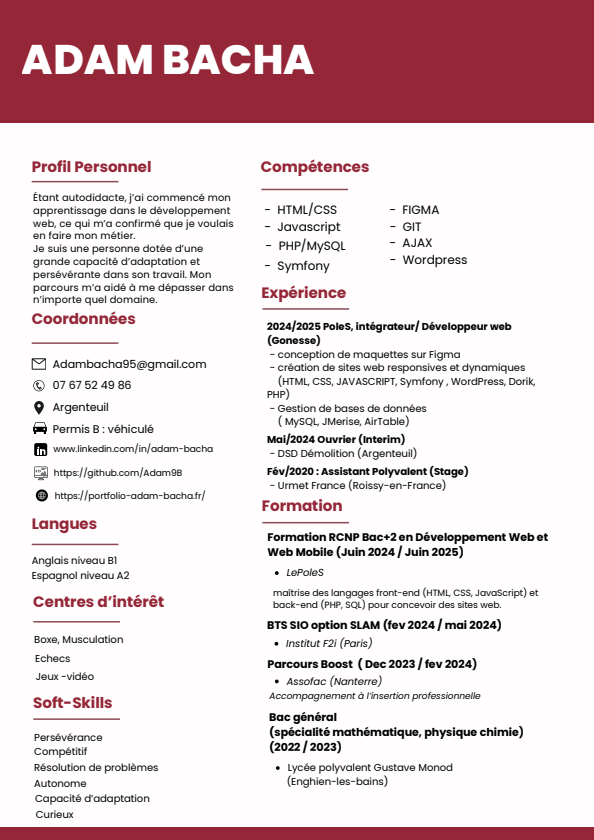 ADAM BACHA
Profil Personnel
Étant autodidacte, j’ai commencé mon
apprentissage dans le développement
web, ce qui m’a confirmé que je voulais
en faire mon métier.
Je suis une personne dotée d’une
grande capacité d’adaptation et
persévérante dans son travail. Mon
parcours m’a aidé à me dépasser dans
n’importe quel domaine.
Coordonnées
Adambacha95@gmail.com
07 67 52 49 86
Argenteuil
Permis B : véhiculé
www.linkedin.com/in/adam-bacha
https://github.com/Adam9B
https://portfolio-adam-bacha.fr/
Langues
Anglais niveau B1
Espagnol niveau A2
Centres d’intérêt
Boxe, Musculation
Echecs
Jeux -vidéo
Soft-Skills
Persévérance
Compétitif
Résolution de problèmes
Autonome
Capacité d’adaptation
Curieux
Compétences
- HTML/CSS
- Javascript
- PHP/MySQL
- Symfony
- FIGMA
- GIT
- AJAX
- Wordpress
Expérience
2024/2025 PoleS, intégrateur/ Développeur web
(Gonesse)
- conception de maquettes sur Figma
- création de sites web responsives et dynamiques
(HTML, CSS, JAVASCRIPT, Symfony , WordPress, Dorik,
PHP)
- Gestion de bases de données
( MySQL, JMerise, AirTable)
Mai/2024 Ouvrier (Interim)
- DSD Démolition (Argenteuil)
Fév/2020 : Assistant Polyvalent (Stage)
- Urmet France (Roissy-en-France)
Formation
Formation RCNP Bac+2 en Développement Web et
Web Mobile (Juin 2024 / Juin 2025)
• LePoleS
maîtrise des langages front-end (HTML, CSS, JavaScript) et
back-end (PHP, SQL) pour concevoir des sites web.
BTS SIO option SLAM (fev 2024 / mai 2024)
• Institut F2i (Paris)
Parcours Boost ( Dec 2023 / fev 2024)
• Assofac (Nanterre)
Accompagnement à l’insertion professionnelle
Bac général
(spécialité mathématique, physique chimie)
(2022 / 2023)
• Lycée polyvalent Gustave Monod
(Enghien-les-bains)